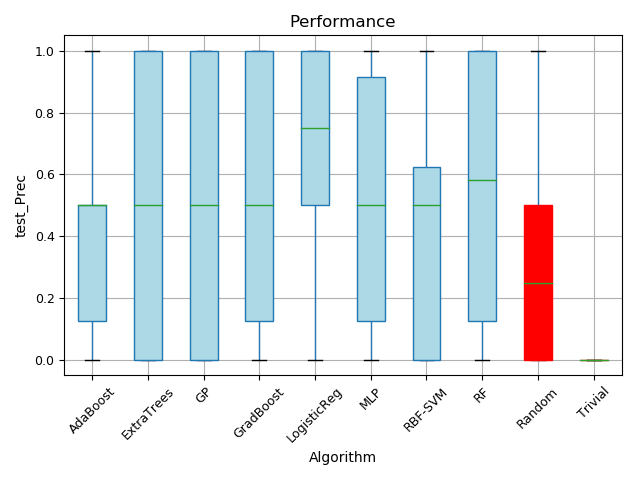 Performance
test_Prec
1.0
0.8
0.6
0.4
0.2
0.0
AdaBoost
ExtraTrees
GP
GradBoost
LogisticReg
MLP
RBF-SVM
RF
Random
Trivial
Algorithm